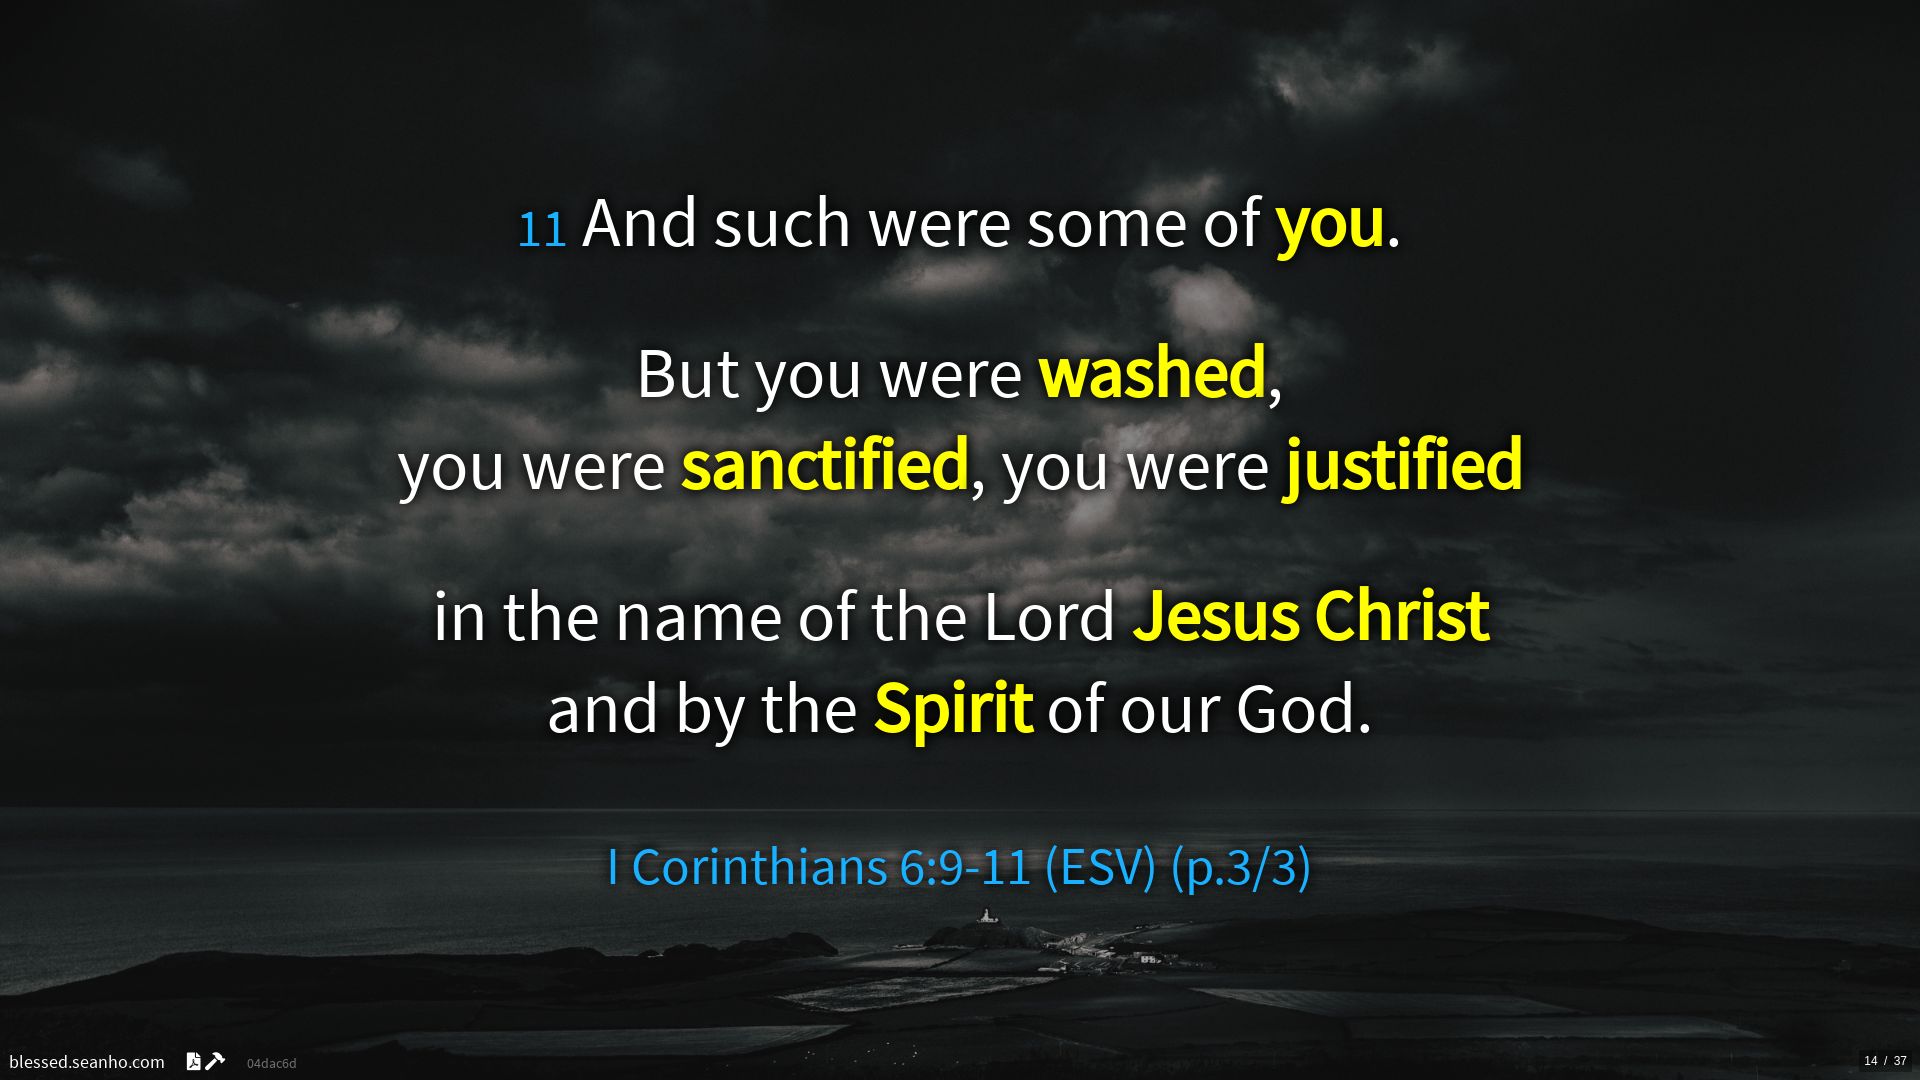 11 And such were some of you.
But you were washed,
you were sanctified, you were justified
in the name of the Lord Jesus Christ
and by the Spirit of our God.
I Corinthians 6:9-11 (ESV) (p.3/3)
blessed.seanho.com 04dac6d
14 / 37